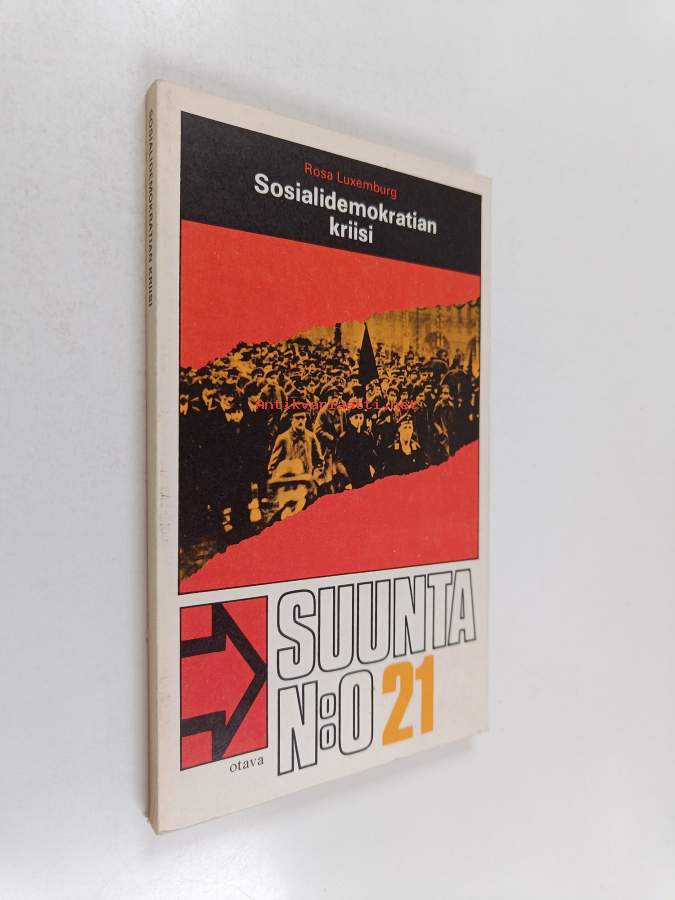 SOSIALIDEMOKRATIAN KRIISI
Rosa Luxemburg
Sosialidemokratian
kriisi
Antikvariaatti.net
SUUNTA
N:O 21
otava